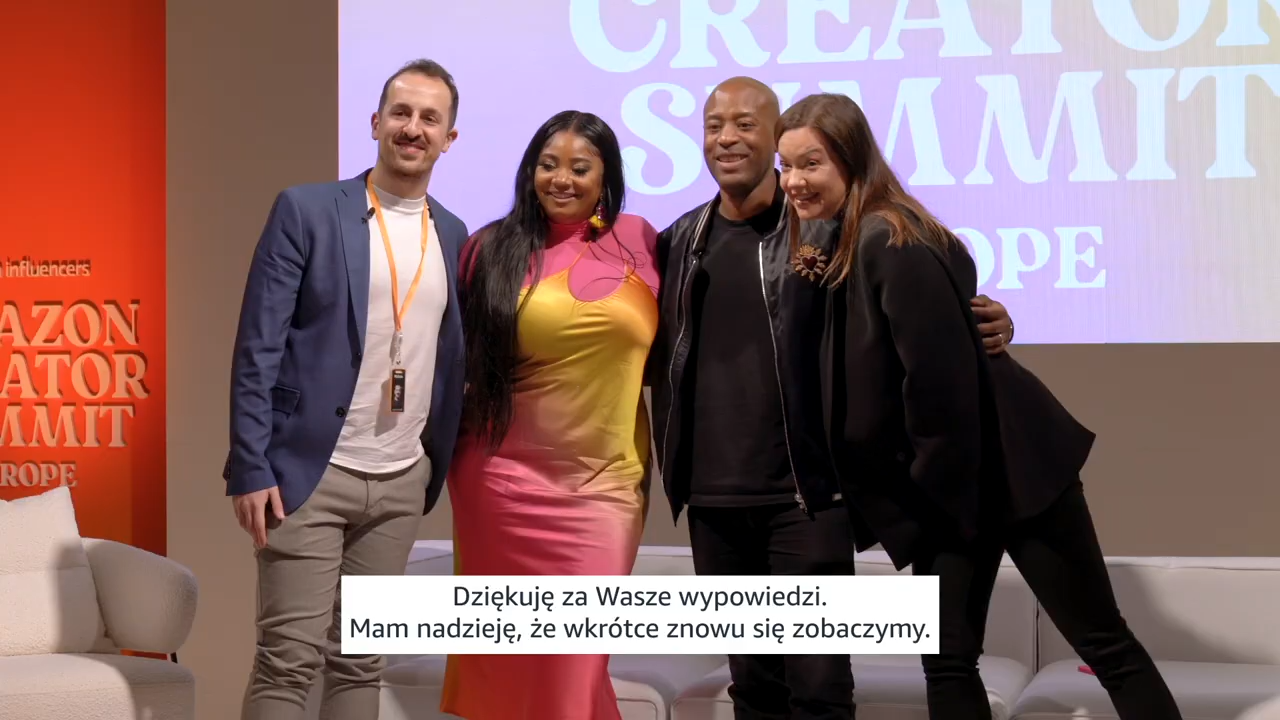 CREATOR
SUMMIT
OPE
influencers
AZON
ATOR
MMIT
ROPE
Dziękuję za Wasze wypowiedzi.
Mam nadzieję, że wkrótce znowu się zobaczymy.